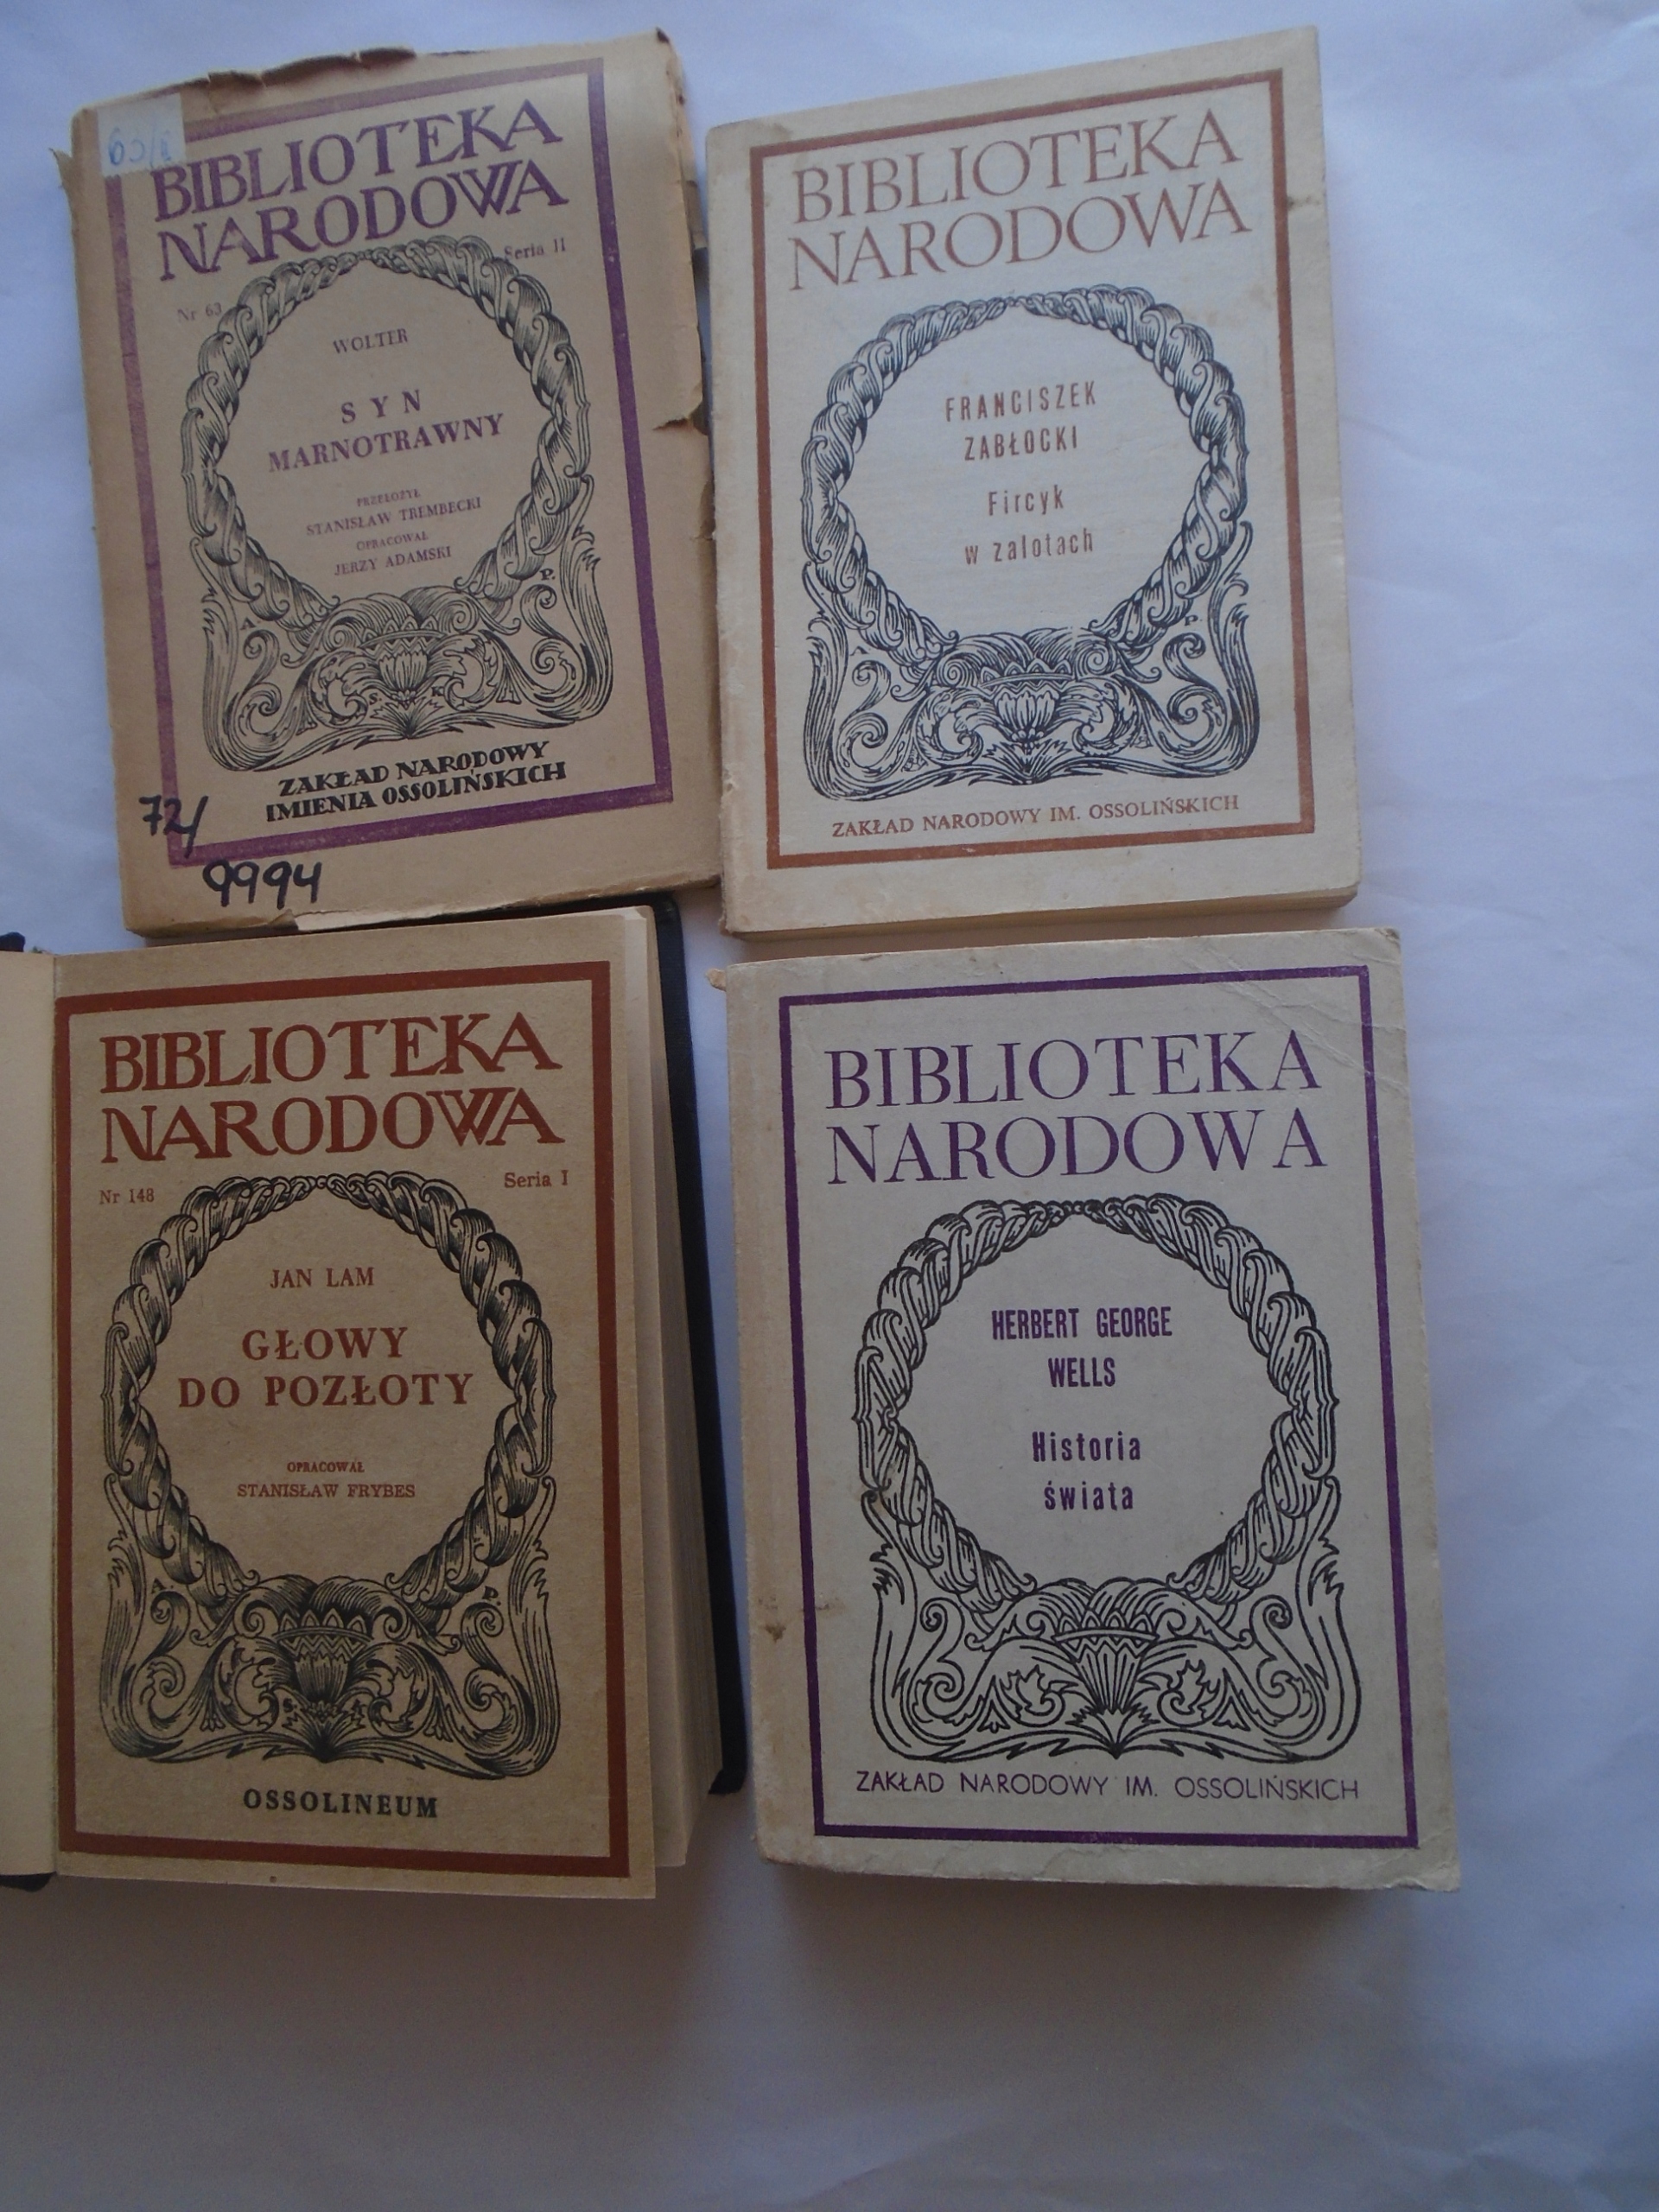 BIBLIOTEKA
NARODOWA
Seria II
Nr 63
WOLTER
SYN
MARNOTRAWNY
PRZEŁOŻYŁ
STANISŁAW TREMBECKI
OPRACOWAŁ
JERZY ADAMSKI
A.
P.
S. K.
ZAKŁAD NARODOWY
IMIENIA OSSOLIŃSKICH
72/
9994
BIBLIOTEKA
NARODOWA
FRANCISZEK
ZABŁOCKI
Fircyk
w zalotach
A.
P.
ZAKŁAD NARODOWY IM. OSSOLIŃSKICH
BIBLIOTEKA
NARODOWA
Seria I
Nr 148
JAN LAM
GŁOWY
DO POZŁOTY
OPRACOWAŁ
STANISŁAW FRYBES
A.
P.
OSSOLINEUM
BIBLIOTEKA
NARODOWA
HERBERT GEORGE
WELLS
Historia
świata
ZAKŁAD NARODOWY IM. OSSOLIŃSKICH